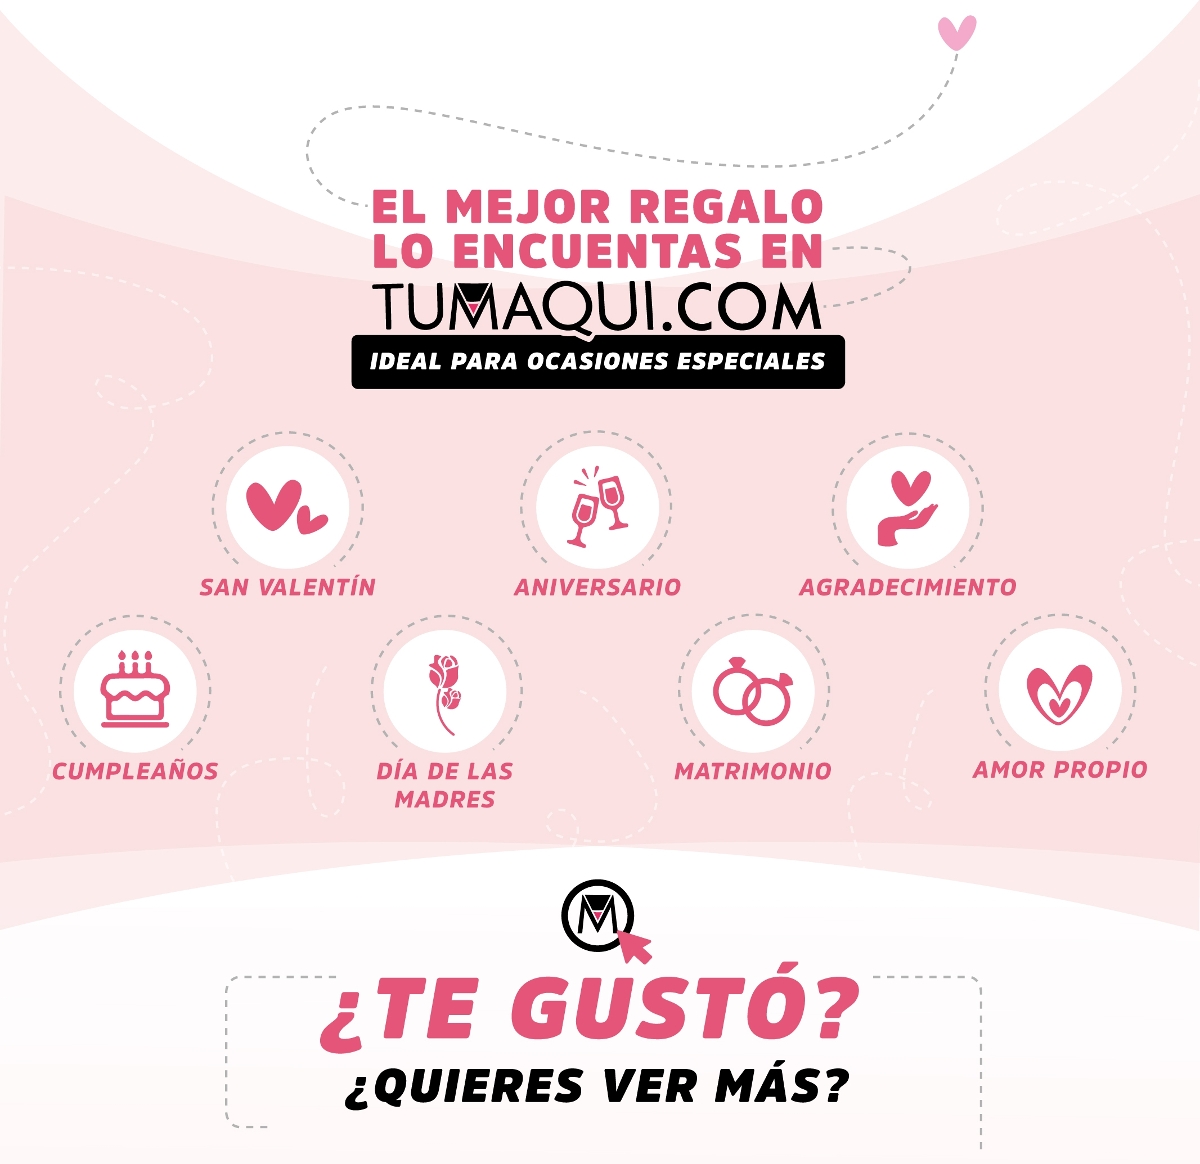 EL MEJOR REGALO
LO ENCUENTAS EN
TUMAQUI.COM
IDEAL PARA OCASIONES ESPECIALES
SAN VALENTÍN
ANIVERSARIO
AGRADECIMIENTO
CUMPLEAÑOS
DÍA DE LAS
MADRES
MATRIMONIO
AMOR PROPIO
M
¿TE GUSTÓ?
¿QUIERES VER MÁS?